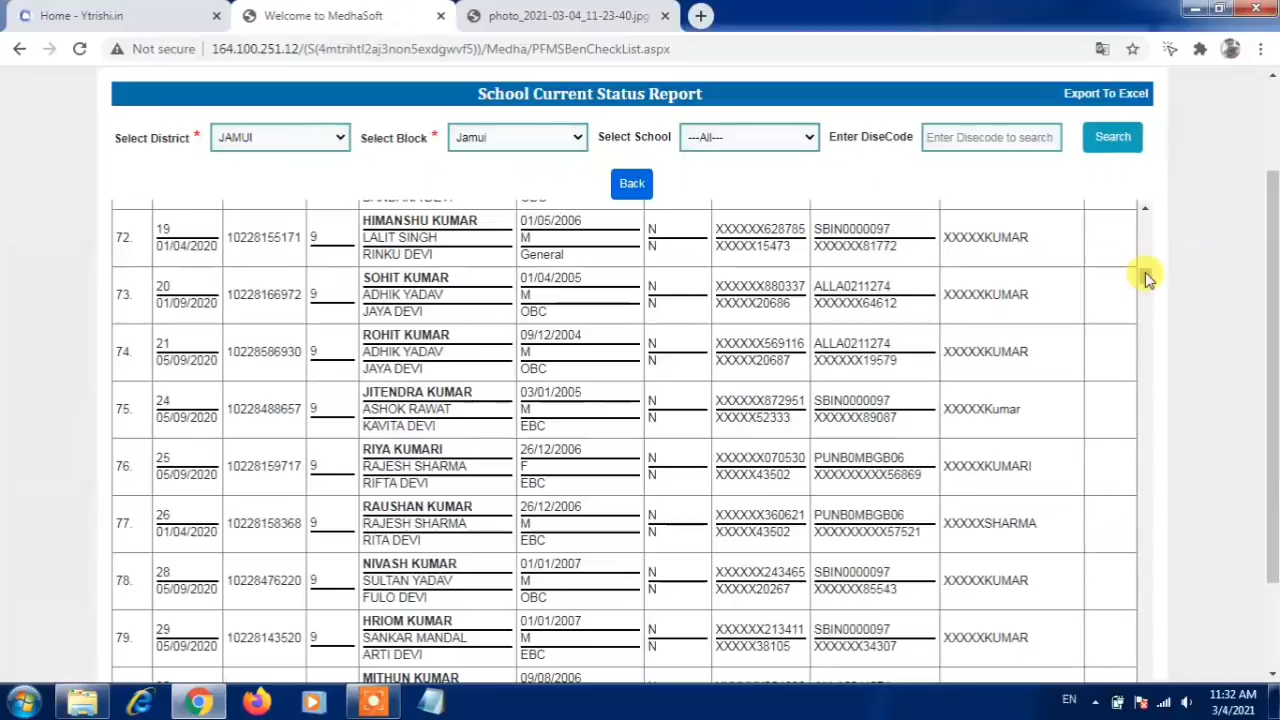 Home - Ytrishi.in
Welcome to MedhaSoft
photo_2021-03-04_11-23-40.jpg
Not secure
164.100.251.12/(S(4mtrihtl2aj3non5exdgwvf5))/Medha/PFMSBenCheckList.aspx
School Current Status Report
Export To Excel
Select District *
JAMUI
Select Block *
Jamui
Select School
---All---
Enter DiseCode
Enter Disecode to search
Search
Back
72. 19 01/04/2020 10228155171 9 HIMANSHU KUMAR LALIT SINGH RINKU DEVI 01/05/2006 M General N N XXXXXX628785 XXXXX15473 SBIN0000097 XXXXXX81772 XXXXXKUMAR
73. 20 01/09/2020 10228166972 9 SOHIT KUMAR ADHIK YADAV JAYA DEVI 01/04/2005 M OBC N N XXXXXX880337 XXXXX20686 ALLA0211274 XXXXXX64612 XXXXXKUMAR
74. 21 05/09/2020 10228586930 9 ROHIT KUMAR ADHIK YADAV JAYA DEVI 09/12/2004 M OBC N N XXXXXX569116 XXXXX20687 ALLA0211274 XXXXXX19579 XXXXXKUMAR
75. 24 05/09/2020 10228488657 9 JITENDRA KUMAR ASHOK RAWAT KAVITA DEVI 03/01/2005 M EBC N N XXXXXX872951 XXXXX52333 SBIN0000097 XXXXXX89087 XXXXXKumar
76. 25 05/09/2020 10228159717 9 RIYA KUMARI RAJESH SHARMA RIFTA DEVI 26/12/2006 F EBC N N XXXXXX070530 XXXXX43502 PUNB0MBGB06 XXXXXXXXX56869 XXXXXKUMARI
77. 26 01/04/2020 10228158368 9 RAUSHAN KUMAR RAJESH SHARMA RITA DEVI 26/12/2006 M EBC N N XXXXXX360621 XXXXX43502 PUNB0MBGB06 XXXXXXXXX57521 XXXXXSHARMA
78. 28 05/09/2020 10228476220 9 NIVASH KUMAR SULTAN YADAV FULO DEVI 01/01/2007 M OBC N N XXXXXX243465 XXXXX20267 SBIN0000097 XXXXXX85543 XXXXXKUMAR
79. 29 05/09/2020 10228143520 9 HRIOM KUMAR SANKAR MANDAL ARTI DEVI 01/01/2007 M EBC N N XXXXXX213411 XXXXX38105 SBIN0000097 XXXXXX34307 XXXXXKUMAR
MITHUN KUMAR 09/08/2006
EN
11:32 AM
3/4/2021